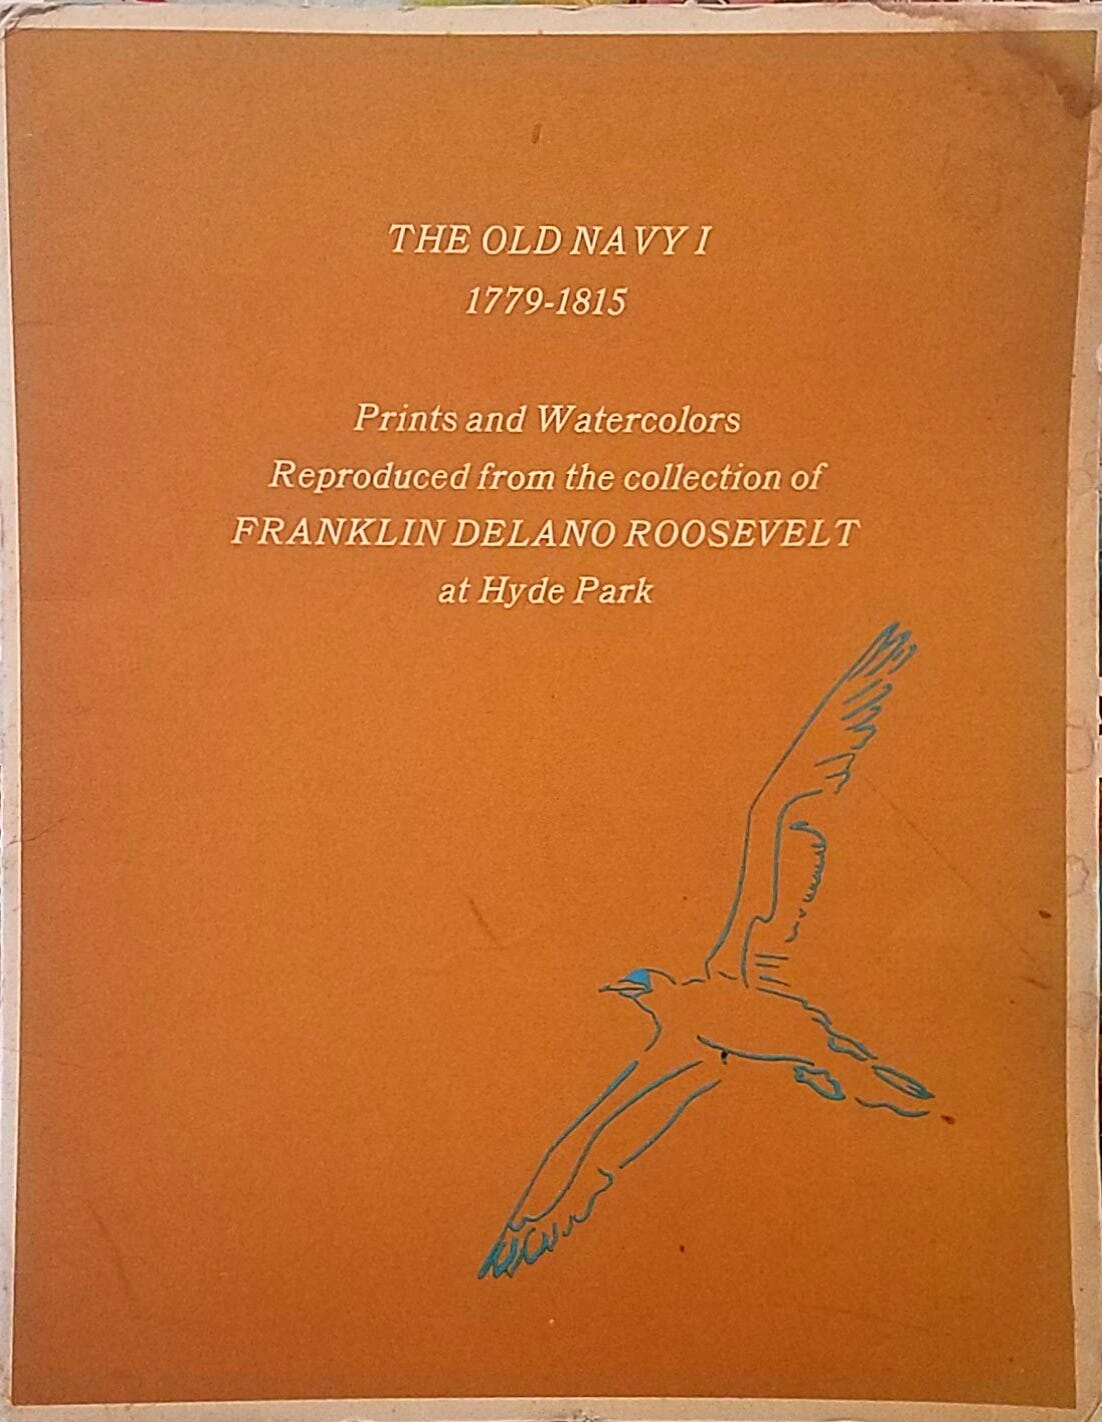 THE OLD NAVY I
1779-1815
Prints and Watercolors
Reproduced from the collection of
FRANKLIN DELANO ROOSEVELT
at Hyde Park